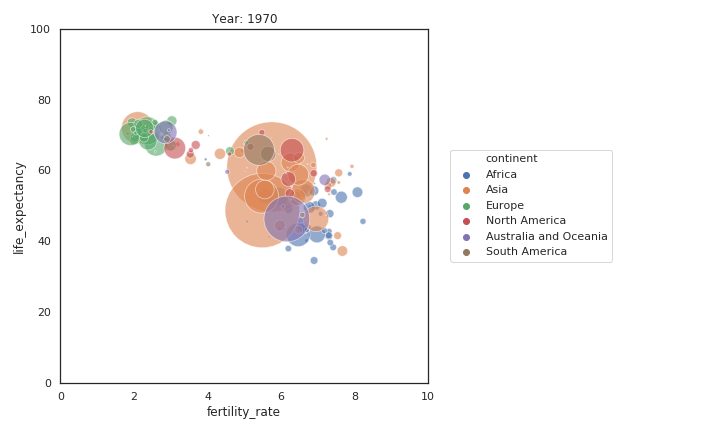 Year: 1970
100
80
60
40
20
0
life_expectancy
0 2 4 6 8 10
fertility_rate
continent
Africa
Asia
Europe
North America
Australia and Oceania
South America